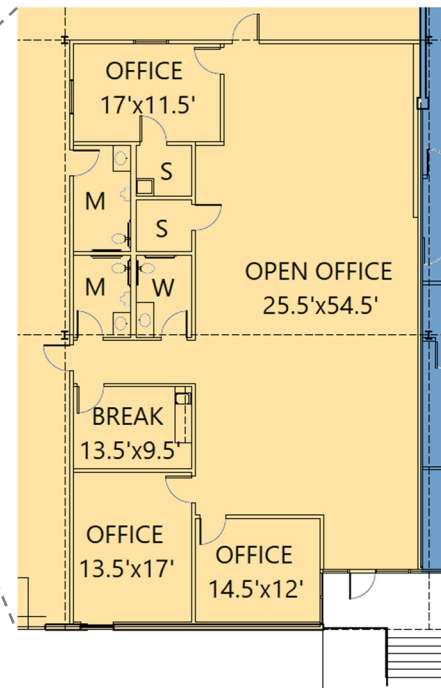 OFFICE
17'x11.5'
S
M
S
M
W
OPEN OFFICE
25.5'x54.5'
BREAK
13.5'x9.5'
OFFICE
13.5'x17'
OFFICE
14.5'x12'